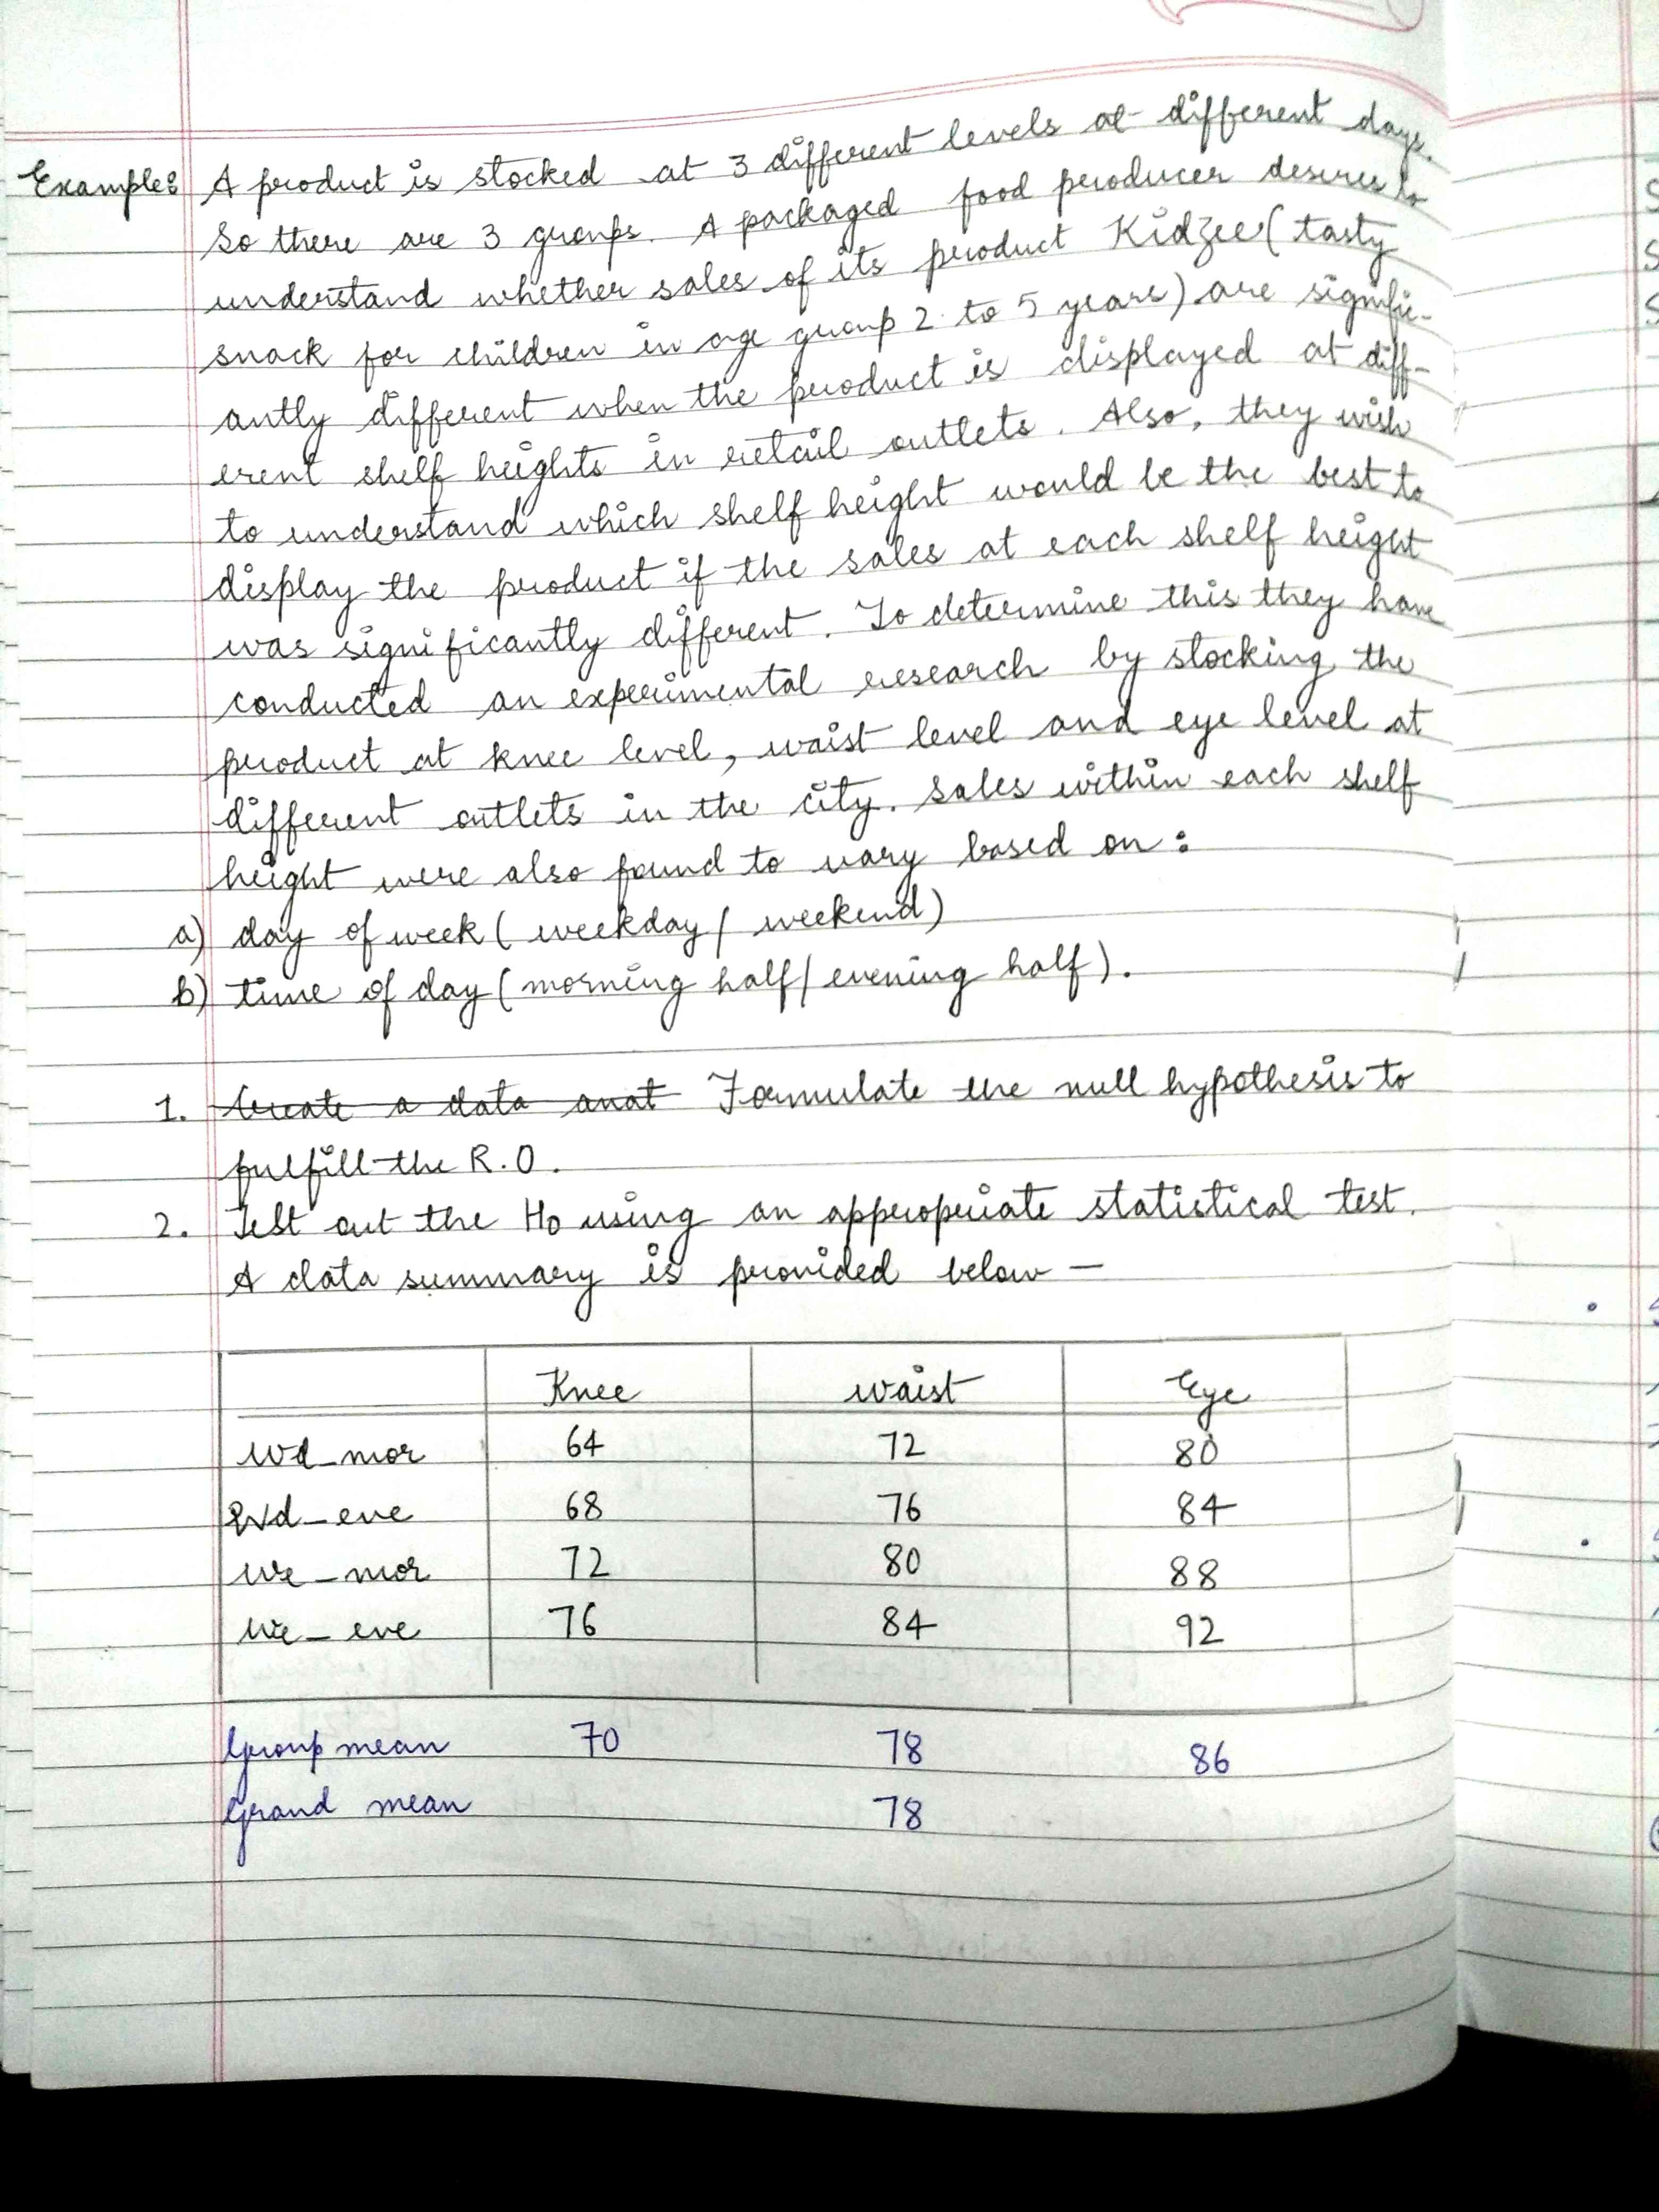 Example: A product is stocked at 3 different levels at different days.
So there are 3 groups. A packaged food producer desires to
understand whether sales of its product Kidzee (tasty
snack for children in age group 2 to 5 years) are signific-
antly different when the product is displayed at diff-
erent shelf heights in retail outlets. Also, they wish
to understand which shelf height would be the best to
display the product if the sales at each shelf height
was significantly different. To determine this they have
conducted an experimental research by stocking the
product at knee level, waist level and eye level at
different outlets in the city. Sales within each shelf
height were also found to vary based on:
a) day of week (weekday / weekend)
b) time of day (morning half / evening half).
1. Create a data anat Formulate the null hypothesis to
fulfill the R.O.
2. Test out the Ho using an appropriate statistical test.
A data summary is provided below —
Knee waist Eye
wd_mor 64 72 80
Wd_eve 68 76 84
we_mor 72 80 88
we_eve 76 84 92
Group mean 70 78 86
Grand mean 78